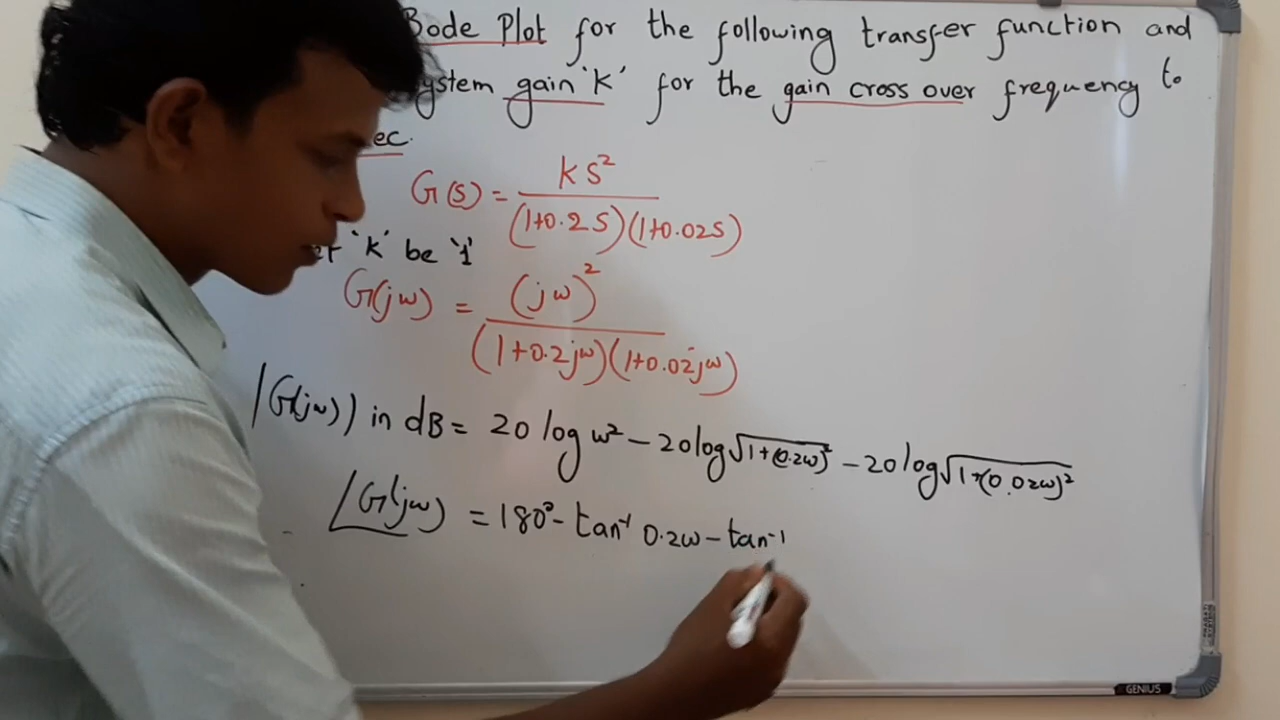 Bode Plot for the following transfer function and
ystem gain 'K' for the gain cross over frequency to
ec.
G(s) = KS² / (1+0.2S)(1+0.02S)
'K' be '1'
G(jω) = (jω)² / (1+0.2jω)(1+0.02jω)
|G(jω)| in dB = 20 log ω² - 20log√1+(0.2ω)² - 20log√1+(0.02ω)²
∠G(jω) = 180° - tan⁻¹ 0.2ω - tan⁻¹
GENIUS